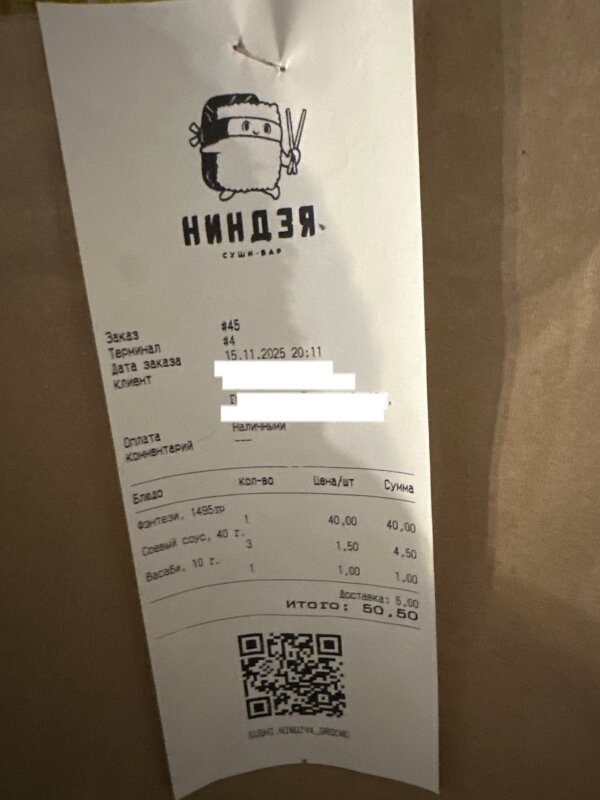 НИНДЗЯ
СУШИ-БАР
Заказ #45
Терминал #4
Дата заказа 15.11.2025 20:11
Клиент
Оплата Наличными
Комментарий ---
Блюдо Кол-во Цена/шт Сумма
Фэнтези, 1495гр 1 40,00 40,00
Соевый соус, 40 г. 3 1,50 4,50
Васаби, 10 г. 1 1,00 1,00
Доставка: 5,00
ИТОГО: 50.50